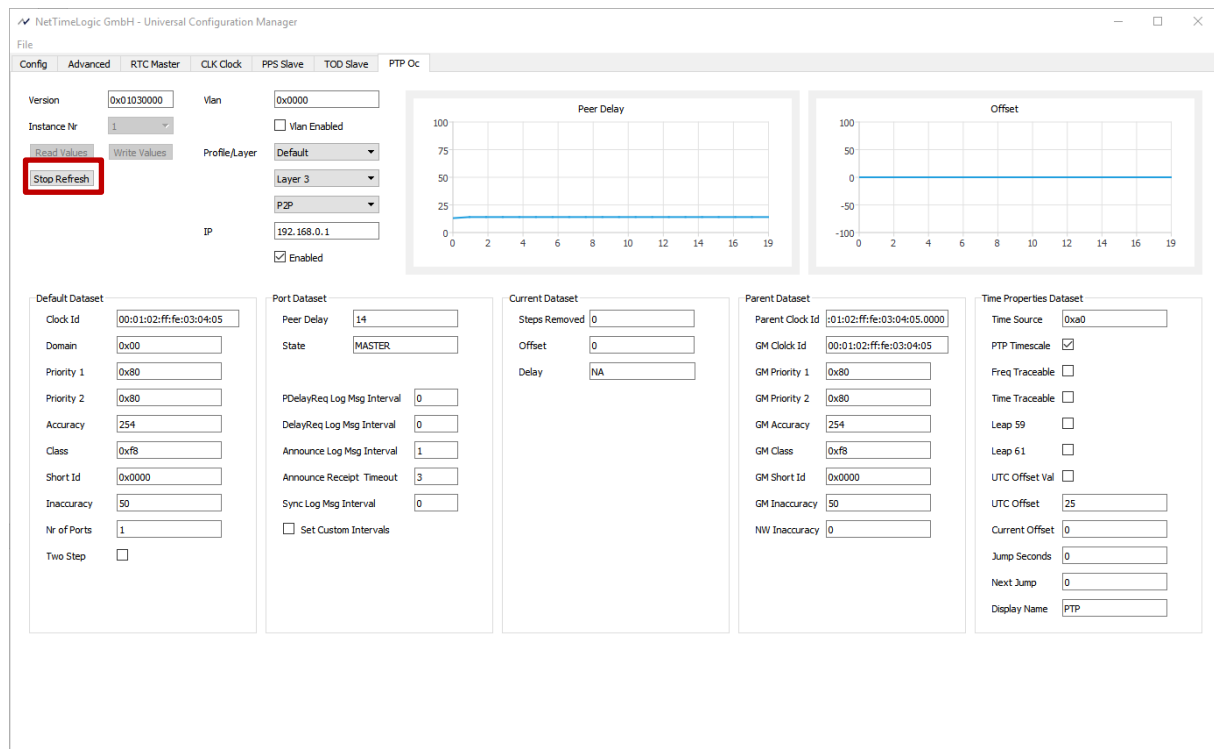 NetTimeLogic GmbH - Universal Configuration Manager
File
Config Advanced RTC Master CLK Clock PPS Slave TOD Slave PTP Oc
Version 0x01030000
Instance Nr 1
Read Values Write Values
Stop Refresh
Vlan 0x0000
Vlan Enabled
Profile/Layer Default
Layer 3
P2P
IP 192.168.0.1
Enabled
Peer Delay
100
75
50
25
0
0 2 4 6 8 10 12 14 16 19
Offset
100
50
0
-50
-100
0 2 4 6 8 10 12 14 16 19
Default Dataset
Clock Id 00:01:02:ff:fe:03:04:05
Domain 0x00
Priority 1 0x80
Priority 2 0x80
Accuracy 254
Class 0xf8
Short Id 0x0000
Inaccuracy 50
Nr of Ports 1
Two Step
Port Dataset
Peer Delay 14
State MASTER
PDelayReq Log Msg Interval 0
DelayReq Log Msg Interval 0
Announce Log Msg Interval 1
Announce Receipt Timeout 3
Sync Log Msg Interval 0
Set Custom Intervals
Current Dataset
Steps Removed 0
Offset 0
Delay NA
Parent Dataset
Parent Clock Id :01:02:ff:fe:03:04:05.0000
GM Clolck Id 00:01:02:ff:fe:03:04:05
GM Priority 1 0x80
GM Priority 2 0x80
GM Accuracy 254
GM Class 0xf8
GM Short Id 0x0000
GM Inaccuracy 50
NW Inaccuracy 0
Time Properties Dataset
Time Source 0xa0
PTP Timescale
Freq Traceable
Time Traceable
Leap 59
Leap 61
UTC Offset Val
UTC Offset 25
Current Offset 0
Jump Seconds 0
Next Jump 0
Display Name PTP